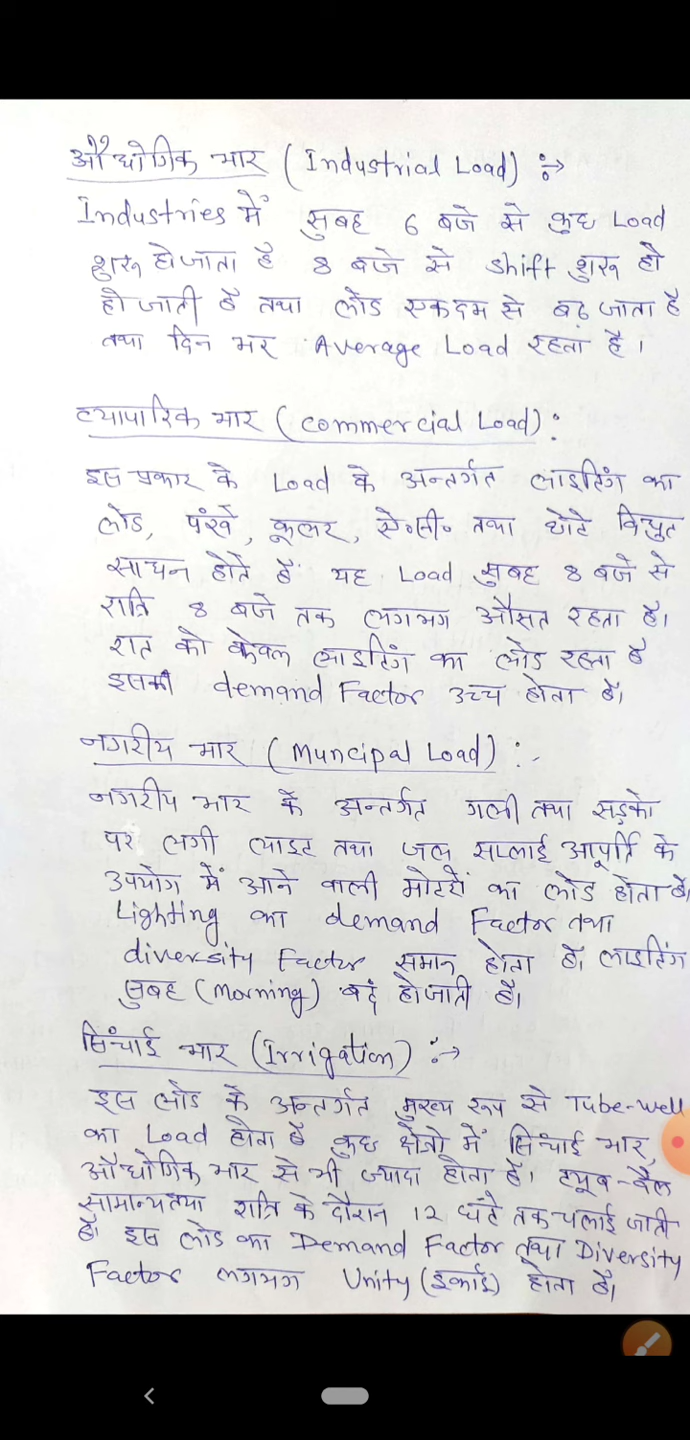 औद्योगिक भार (Industrial Load) :→
Industries में सुबह 6 बजे से कुछ Load
शुरू हो जाता है 8 बजे से shift शुरू हो
हो जाती है तथा लोड एकदम से बढ़ जाता है
तथा दिन भर Average Load रहता है।
व्यापारिक भार (Commercial Load) :
इस प्रकार के Load के अन्तर्गत लाइटिंग का
लोड, पंखे, कूलर, ऐ॰सी॰ तथा छोटे विद्युत
साधन होते हैं यह Load सुबह 8 बजे से
रात्रि 8 बजे तक लगभग औसत रहता है।
रात को केवल लाइटिंग का लोड रहता है
इसका demand Factor उच्च होता है।
नगरीय भार (Muncipal Load) :-
नगरीय भार के अन्तर्गत गली तथा सड़को
पर लगी लाइट तथा जल सप्लाई आपूर्ति के
उपयोग में आने वाली मोटरों का लोड होता है,
Lighting का demand Factor तथा
diversity Factor समान होता है। लाइटिंग
सुबह (Morning) बदं हो जाती है।
सिंचाई भार (Irrigation) :→
इस लोड के अन्तर्गत मुख्य रूप से Tube-well
का Load होता है कुछ क्षेत्रो में सिंचाई भार,
औद्योगिक भार से भी ज्यादा होता है। ट्यूब-वैल
सामान्यतया रात्रि के दौरान 12 घंटे तक चलाई जाती
है। इस लोड का Demand Factor तथा Diversity
Factor लगभग Unity (इकाई) होता है।